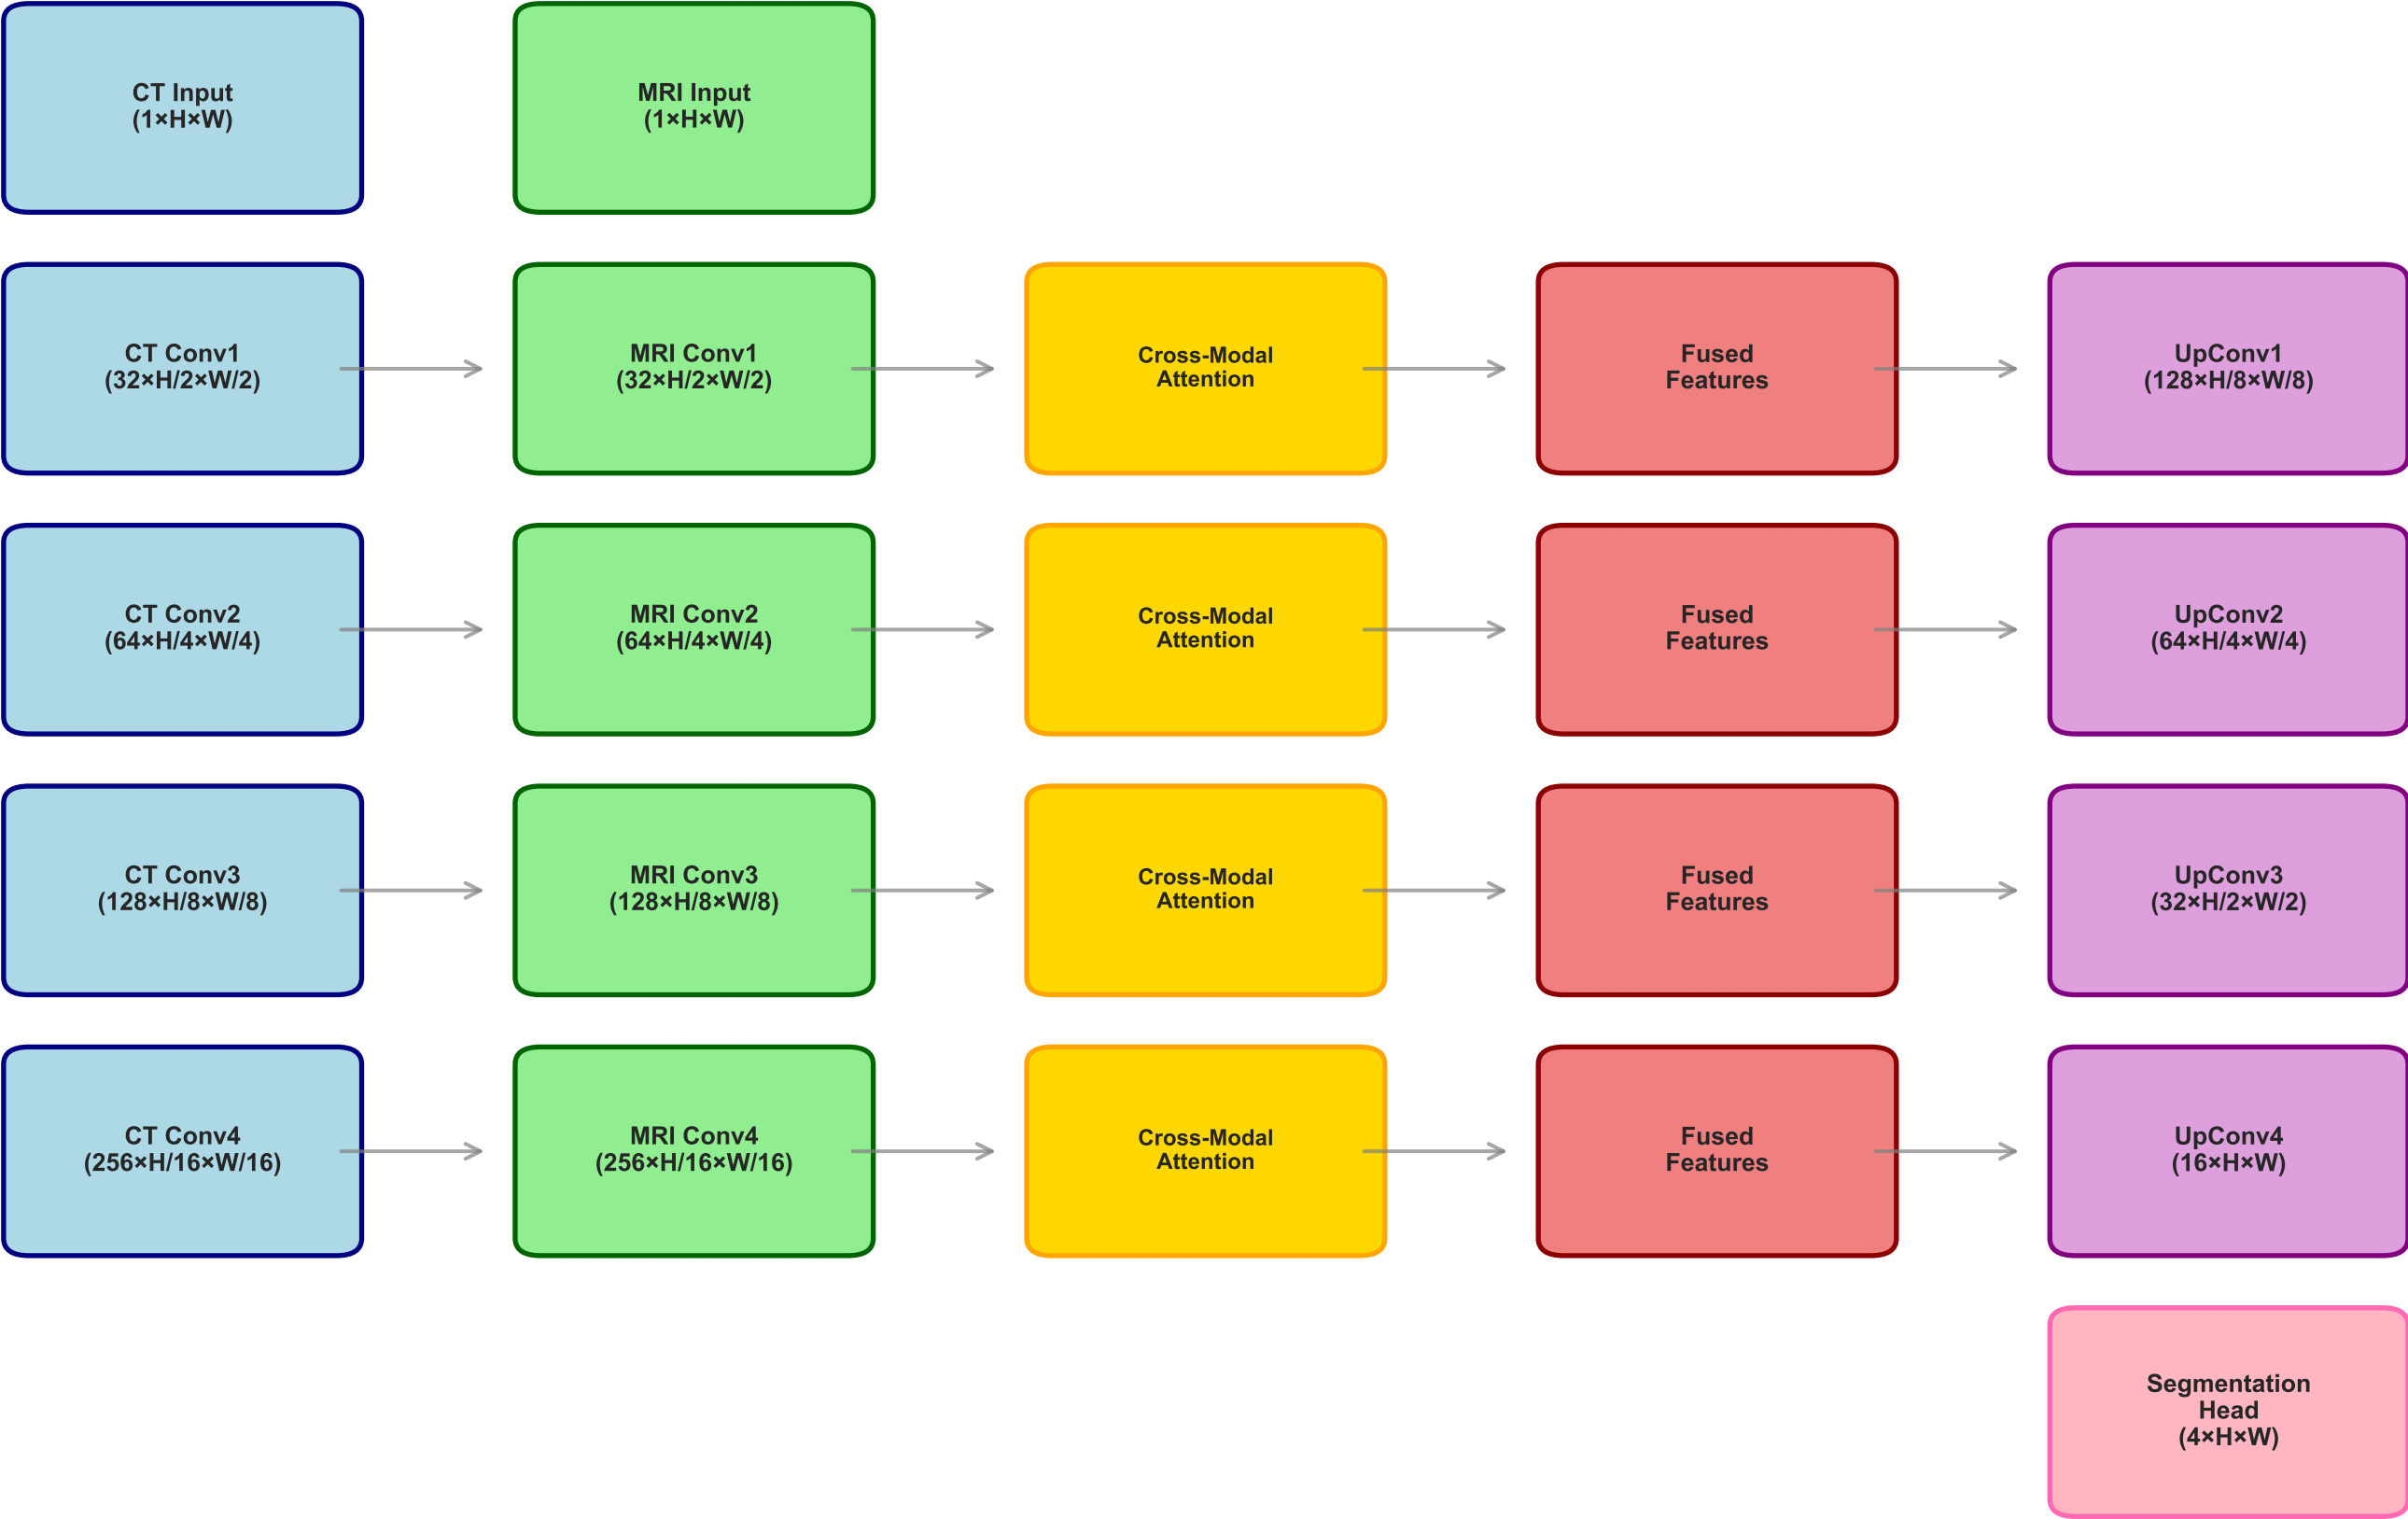 CT Input
(1×H×W)
MRI Input
(1×H×W)
CT Conv1
(32×H/2×W/2)
MRI Conv1
(32×H/2×W/2)
Cross-Modal
Attention
Fused
Features
UpConv1
(128×H/8×W/8)
CT Conv2
(64×H/4×W/4)
MRI Conv2
(64×H/4×W/4)
Cross-Modal
Attention
Fused
Features
UpConv2
(64×H/4×W/4)
CT Conv3
(128×H/8×W/8)
MRI Conv3
(128×H/8×W/8)
Cross-Modal
Attention
Fused
Features
UpConv3
(32×H/2×W/2)
CT Conv4
(256×H/16×W/16)
MRI Conv4
(256×H/16×W/16)
Cross-Modal
Attention
Fused
Features
UpConv4
(16×H×W)
Segmentation
Head
(4×H×W)